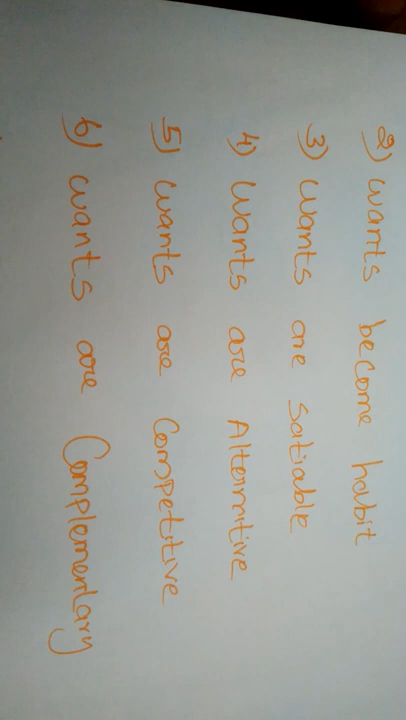 2) wants become habit
3) wants are Satiable
4) wants are Alternitive
5) wants are Competitive
6) wants are Complementary